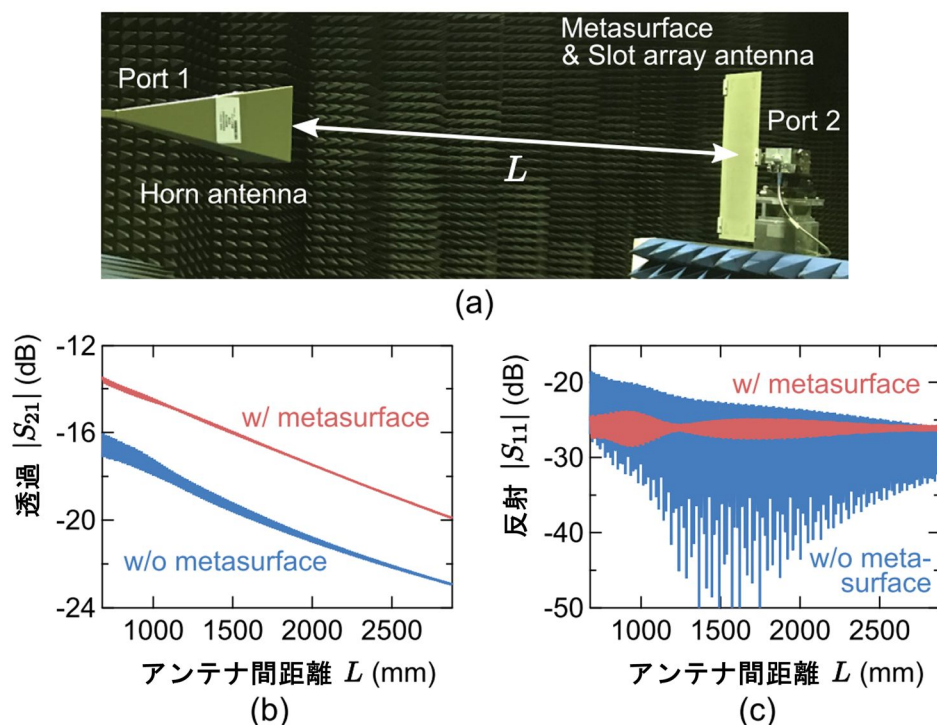 Metasurface
& Slot array antenna
Port 1
Port 2
L
Horn antenna
(a)
透過 |S21| (dB)
-12
-16
-20
-24
w/ metasurface
w/o metasurface
1000 1500 2000 2500
アンテナ間距離 L (mm)
(b)
反射 |S11| (dB)
-20
-30
-40
-50
w/ metasurface
w/o meta-
surface
1000 1500 2000 2500
アンテナ間距離 L (mm)
(c)